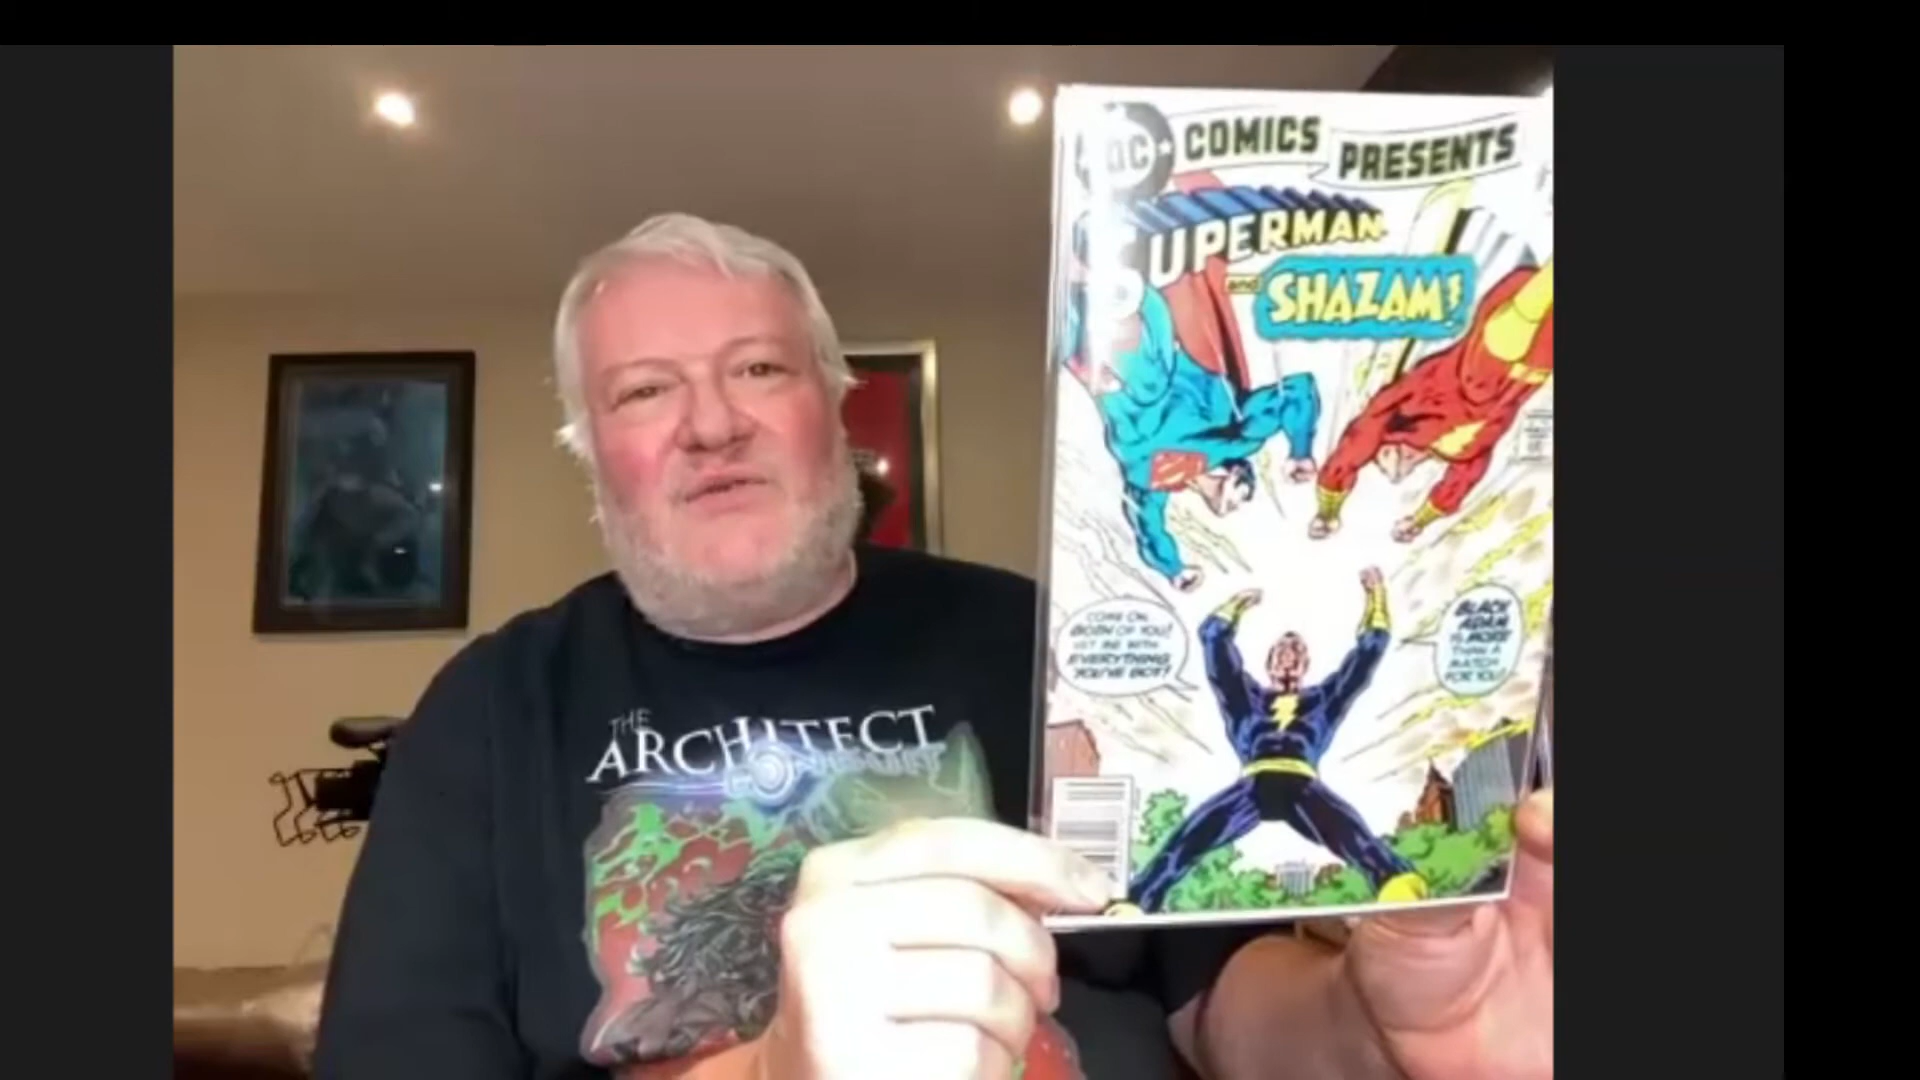 DC COMICS PRESENTS
SUPERMAN
and SHAZAM!
COME ON,
BOTH OF YOU!
HIT ME WITH
EVERYTHING
YOU'VE GOT!
BLACK
ADAM
IS MORE
THAN A
MATCH
FOR YOU!
THE
ARCHITECT